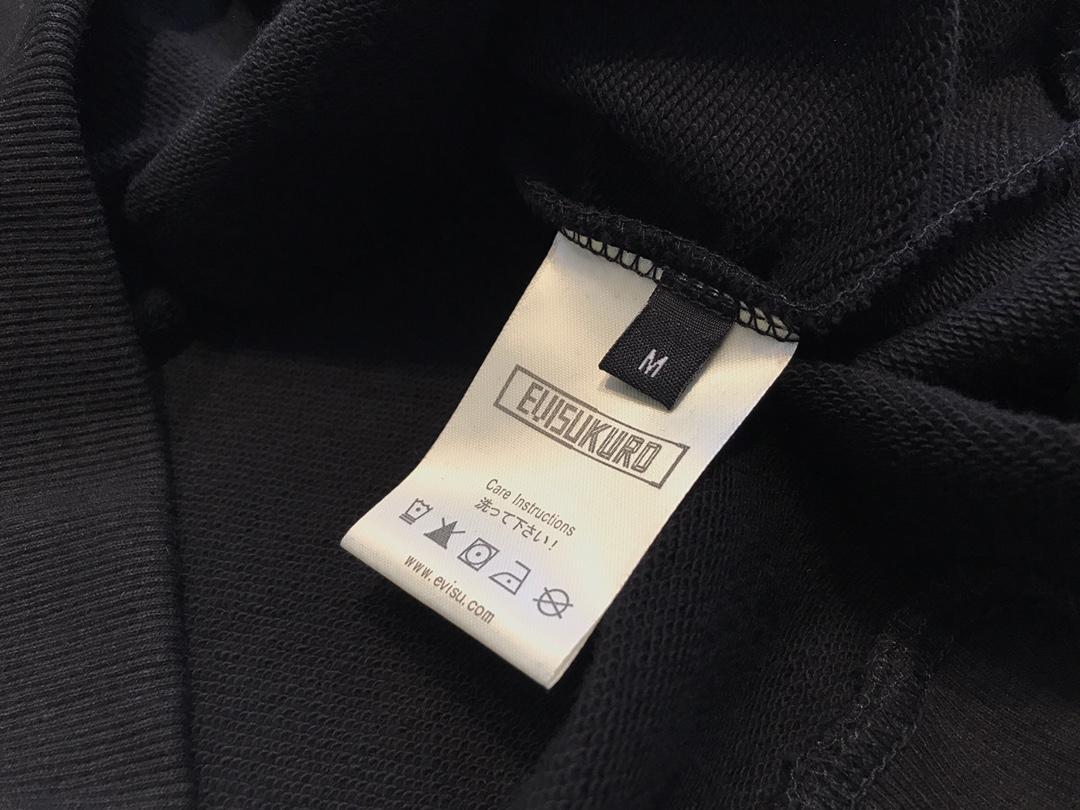 M
EVISUKURO
Care Instructions
洗って下さい!
www.evisu.com